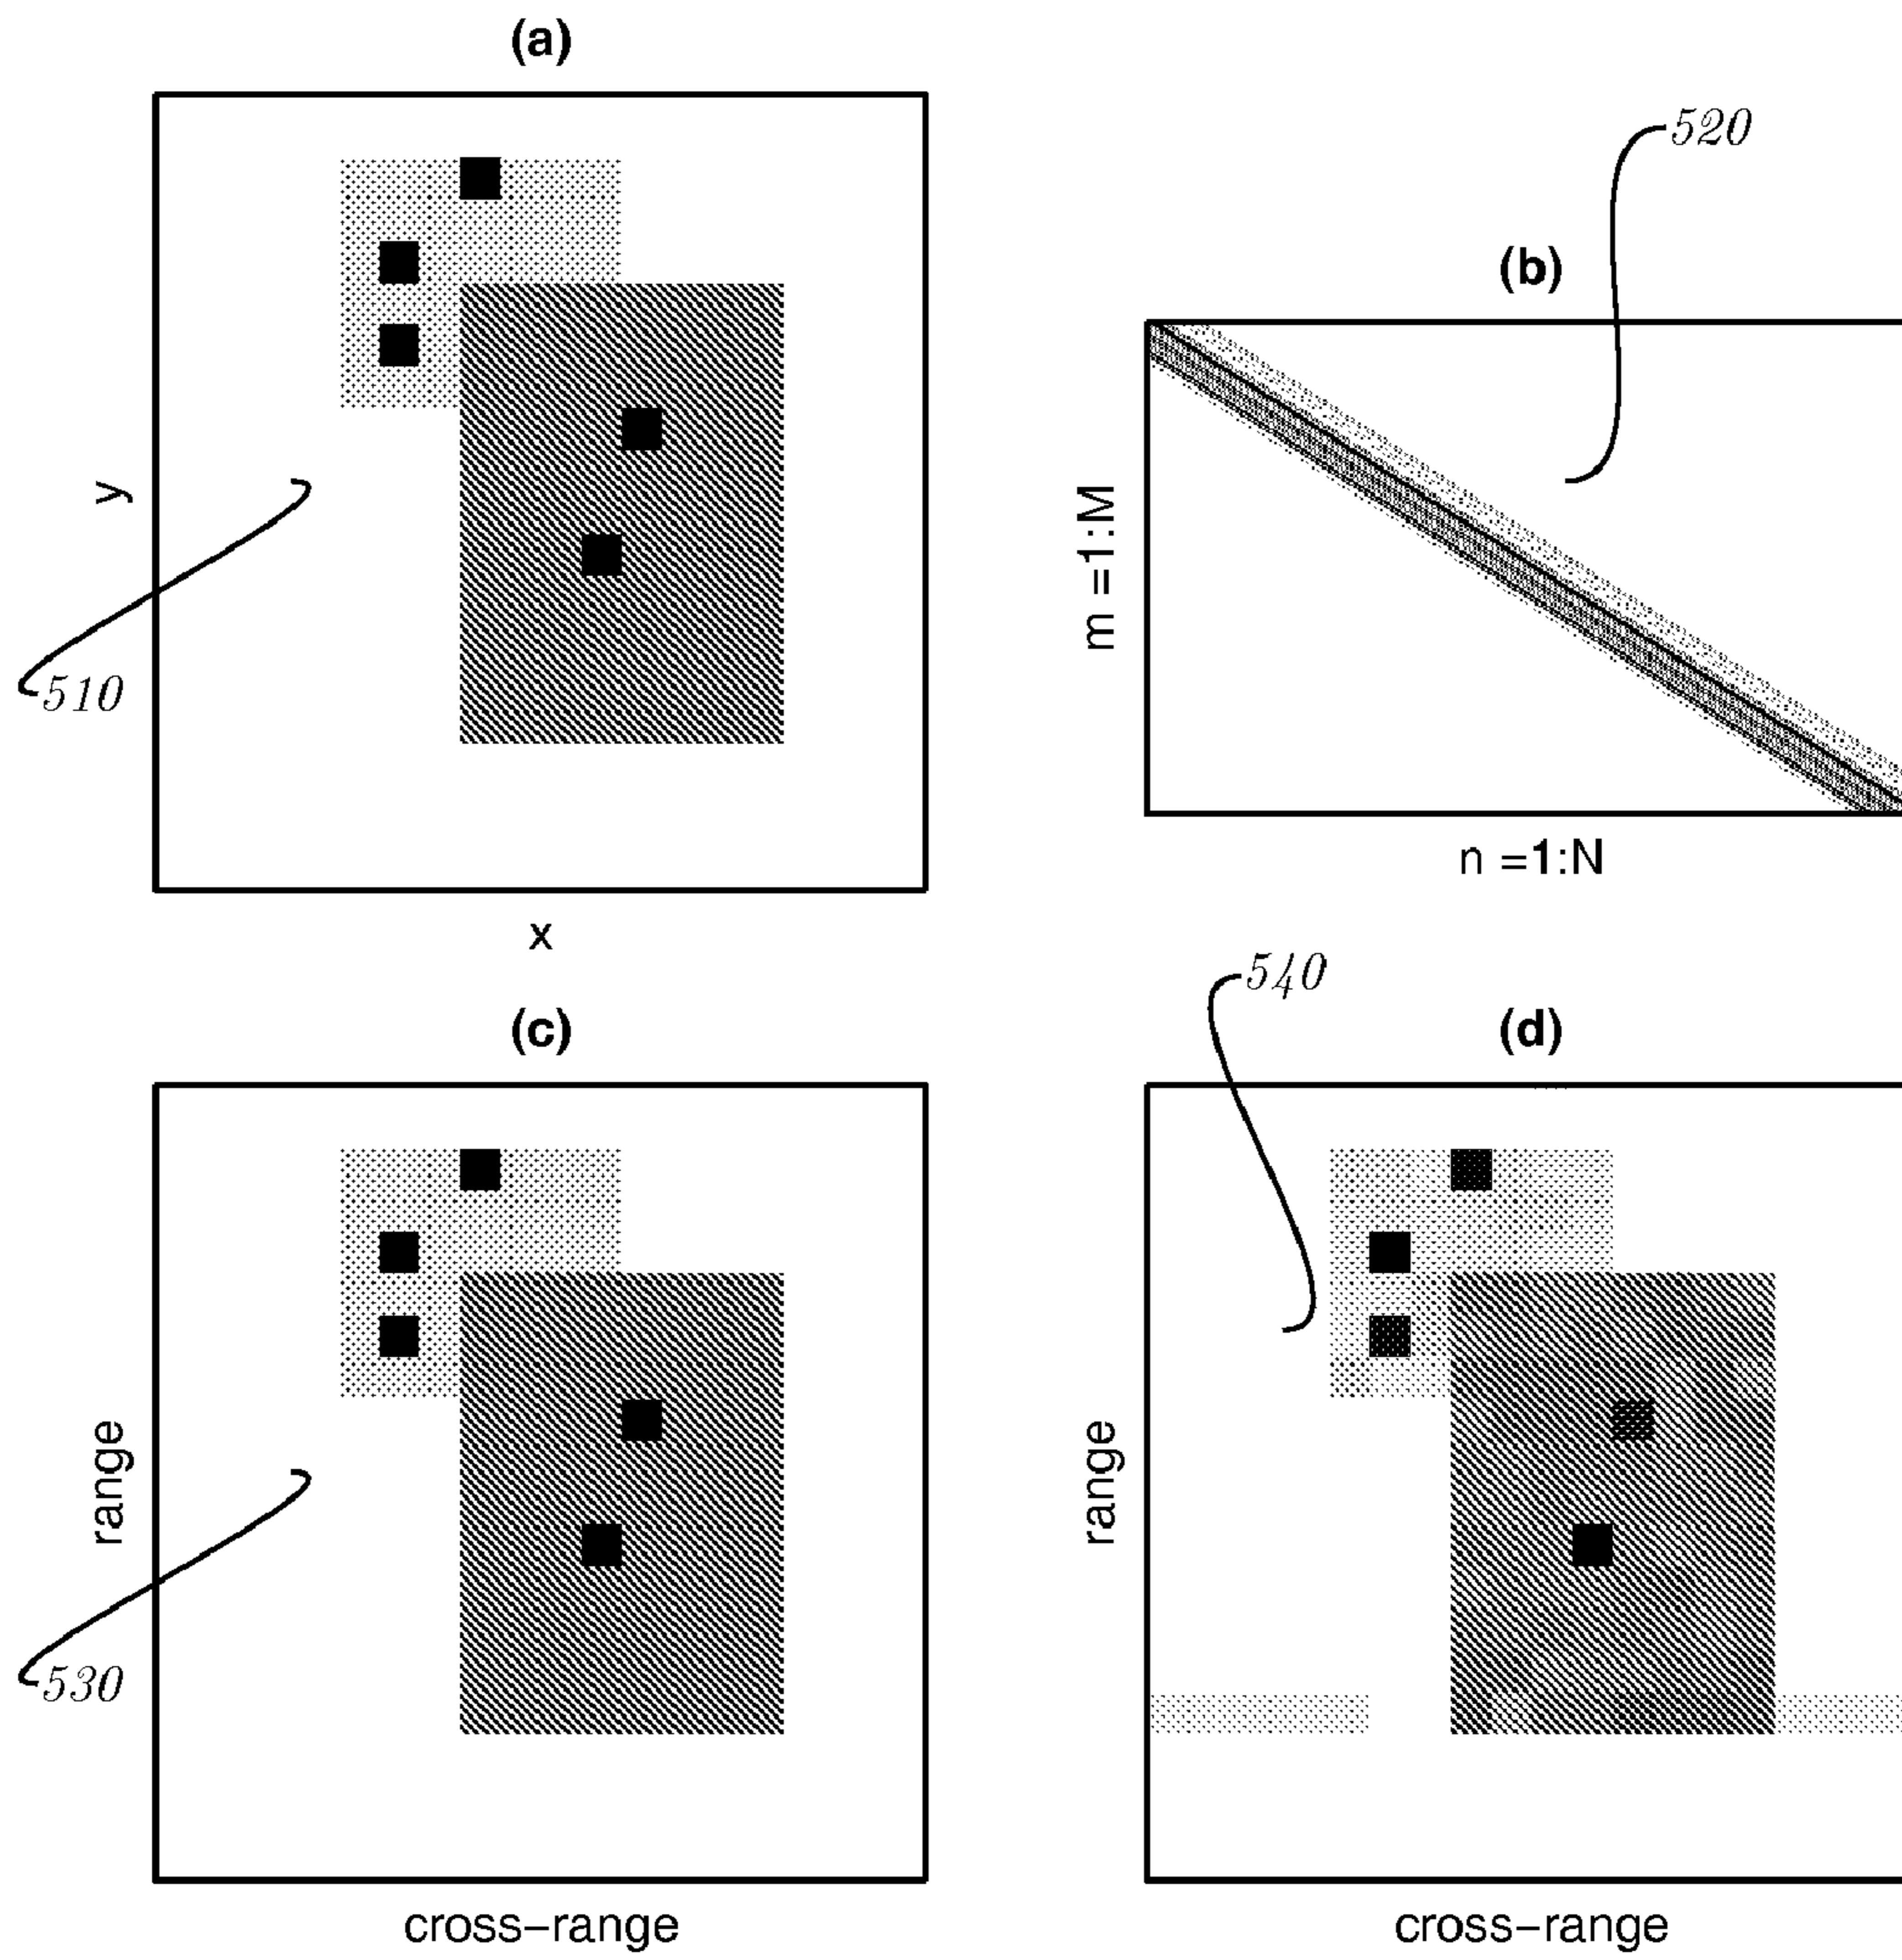 (a)
y
510
x
520
(b)
m =1:M
n =1:N
(c)
range
530
cross–range
540
(d)
range
cross–range